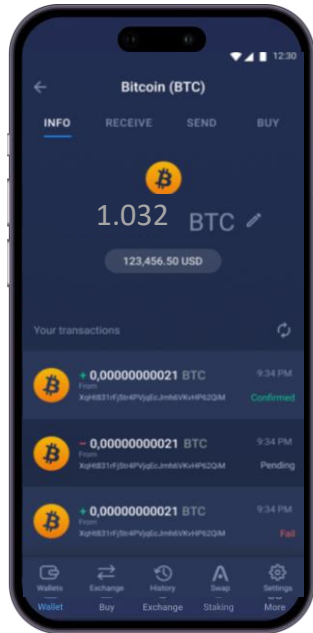 12:30
Bitcoin (BTC)
INFO RECEIVE SEND BUY
1.032 BTC
123,456.50 USD
Your transactions
+ 0,00000000021 BTC 9:34 PM
From Confirmed
− 0,00000000021 BTC 9:34 PM
From Pending
+ 0,00000000021 BTC 9:34 PM
From Fail
Wallets Exchange History Swap Settings
Wallet Buy Exchange Staking More